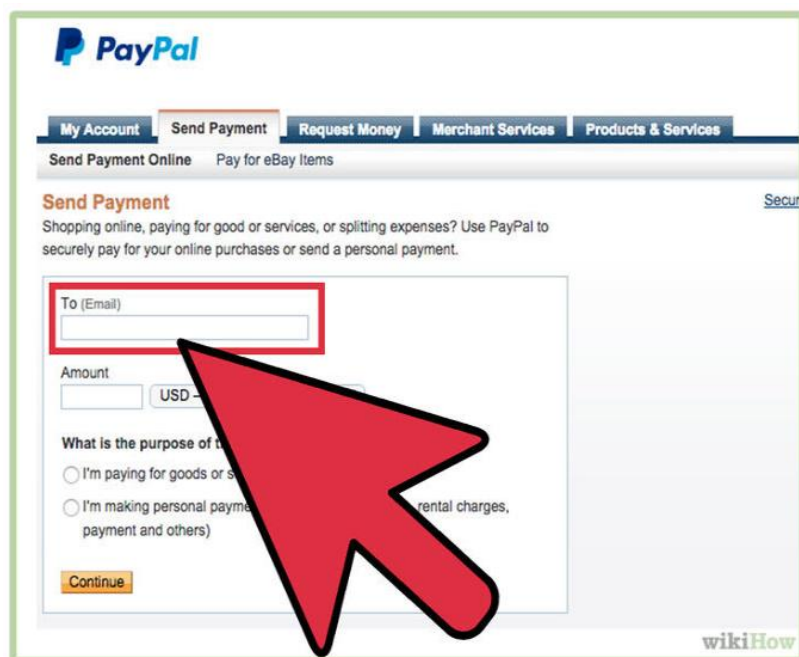 PayPal
My Account Send Payment Request Money Merchant Services Products & Services
Send Payment Online Pay for eBay Items
Send Payment
Secur
Shopping online, paying for good or services, or splitting expenses? Use PayPal to
securely pay for your online purchases or send a personal payment.
To (Email)
Amount
USD
What is the purpose of
I'm paying for goods or
I'm making personal rental charges,
payment and others)
Continue
wikiHow